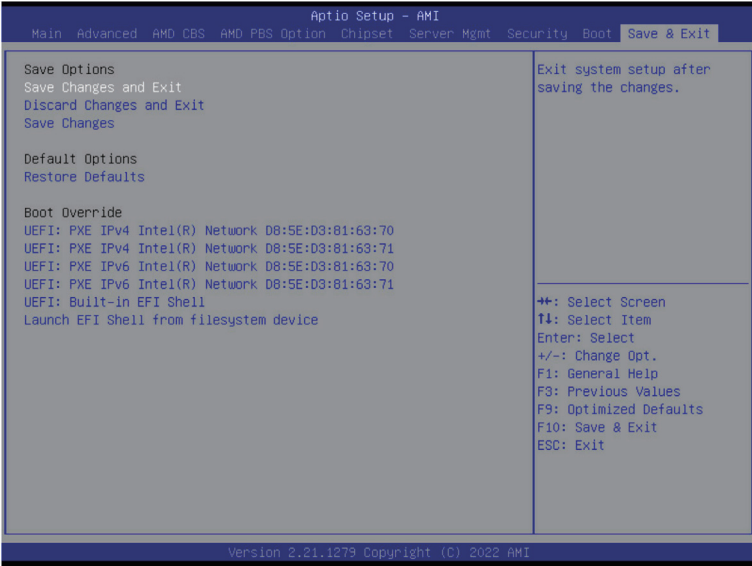 Aptio Setup – AMI
Main Advanced AMD CBS AMD PBS Option Chipset Server Mgmt Security Boot Save & Exit
Save Options
Save Changes and Exit
Discard Changes and Exit
Save Changes
Default Options
Restore Defaults
Boot Override
UEFI: PXE IPv4 Intel(R) Network D8:5E:D3:81:63:70
UEFI: PXE IPv4 Intel(R) Network D8:5E:D3:81:63:71
UEFI: PXE IPv6 Intel(R) Network D8:5E:D3:81:63:70
UEFI: PXE IPv6 Intel(R) Network D8:5E:D3:81:63:71
UEFI: Built-in EFI Shell
Launch EFI Shell from filesystem device
Exit system setup after
saving the changes.
→←: Select Screen
↑↓: Select Item
Enter: Select
+/-: Change Opt.
F1: General Help
F3: Previous Values
F9: Optimized Defaults
F10: Save & Exit
ESC: Exit
Version 2.21.1279 Copyright (C) 2022 AMI